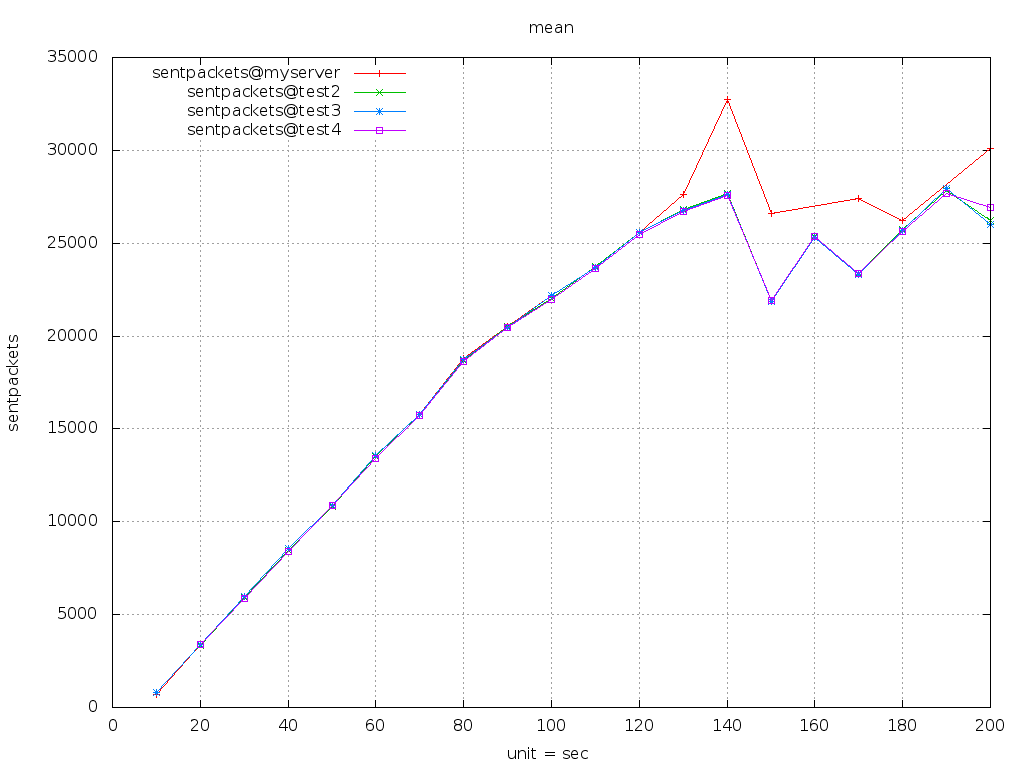 mean
35000
30000
25000
20000
15000
10000
5000
0
sentpackets@myserver
sentpackets@test2
sentpackets@test3
sentpackets@test4
sentpackets
0 20 40 60 80 100 120 140 160 180 200
unit = sec